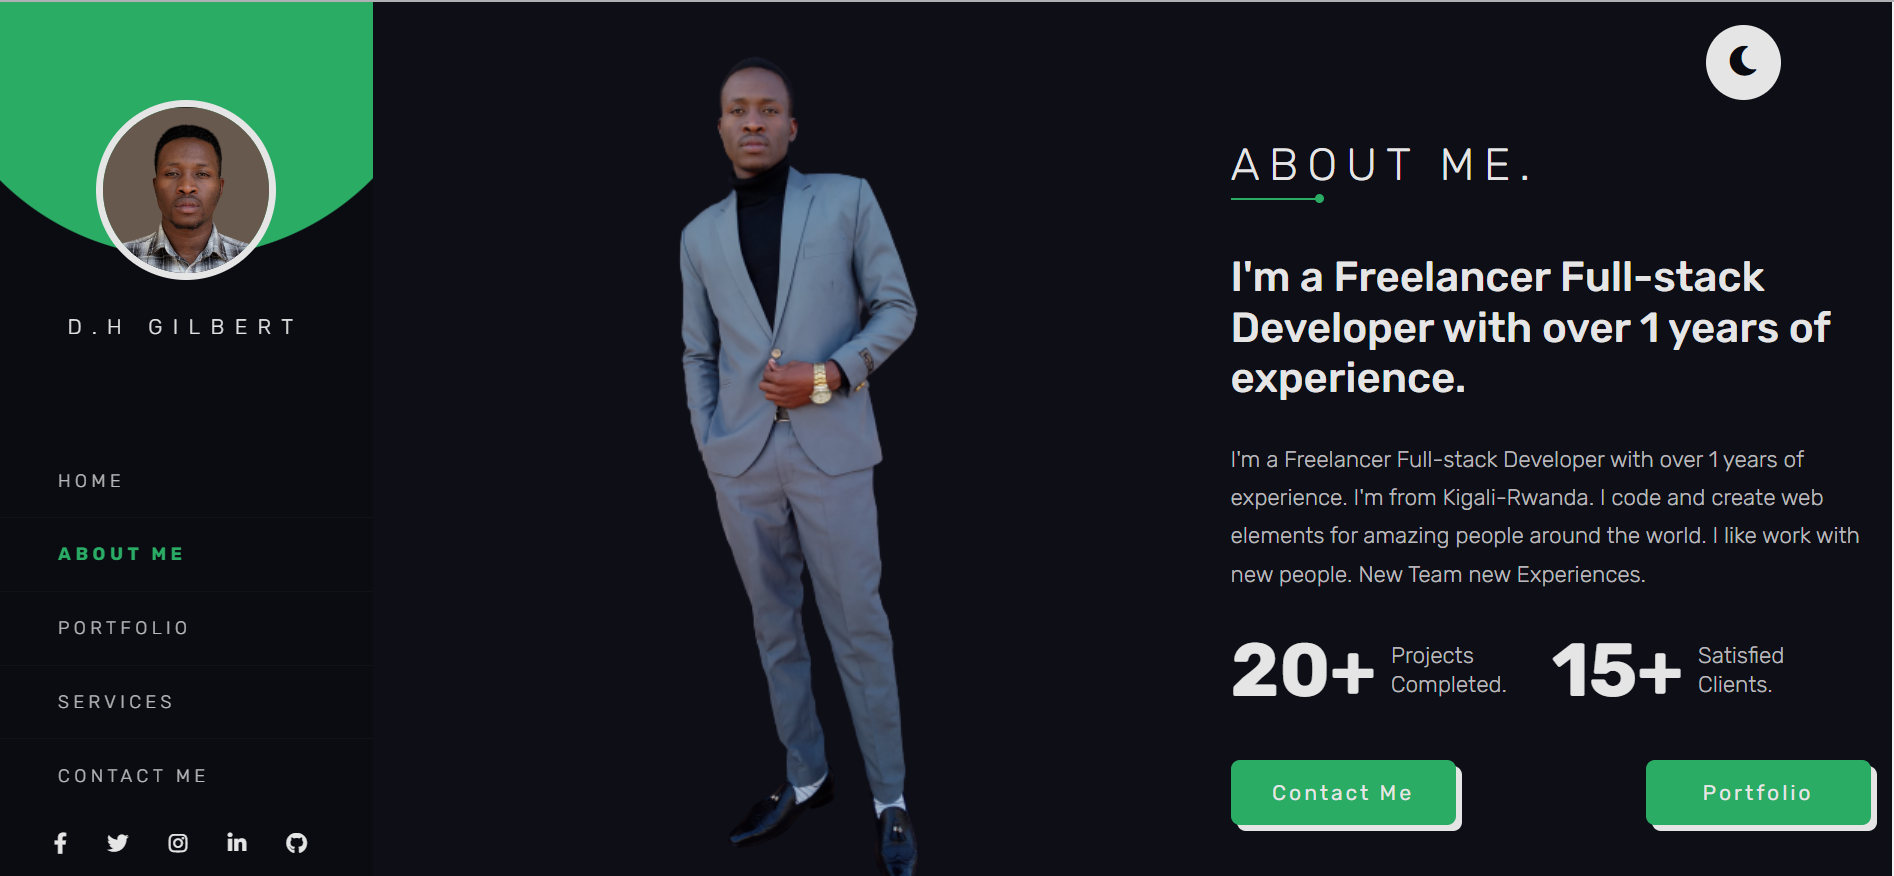 D.H GILBERT
HOME
ABOUT ME
PORTFOLIO
SERVICES
CONTACT ME
ABOUT ME.
I'm a Freelancer Full-stack
Developer with over 1 years of
experience.
I'm a Freelancer Full-stack Developer with over 1 years of
experience. I'm from Kigali-Rwanda. I code and create web
elements for amazing people around the world. I like work with
new people. New Team new Experiences.
20+ Projects
Completed.
15+ Satisfied
Clients.
Contact Me
Portfolio